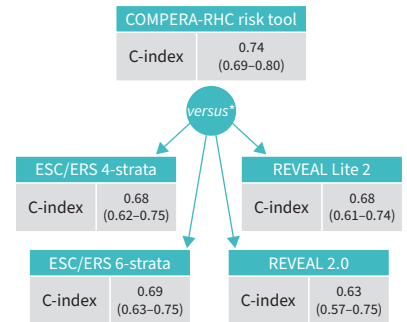 COMPERA-RHC risk tool
C-index
0.74
(0.69–0.80)
versus*
ESC/ERS 4-strata
C-index
0.68
(0.62–0.75)
REVEAL Lite 2
C-index
0.68
(0.61–0.74)
ESC/ERS 6-strata
C-index
0.69
(0.63–0.75)
REVEAL 2.0
C-index
0.63
(0.57-0.75)